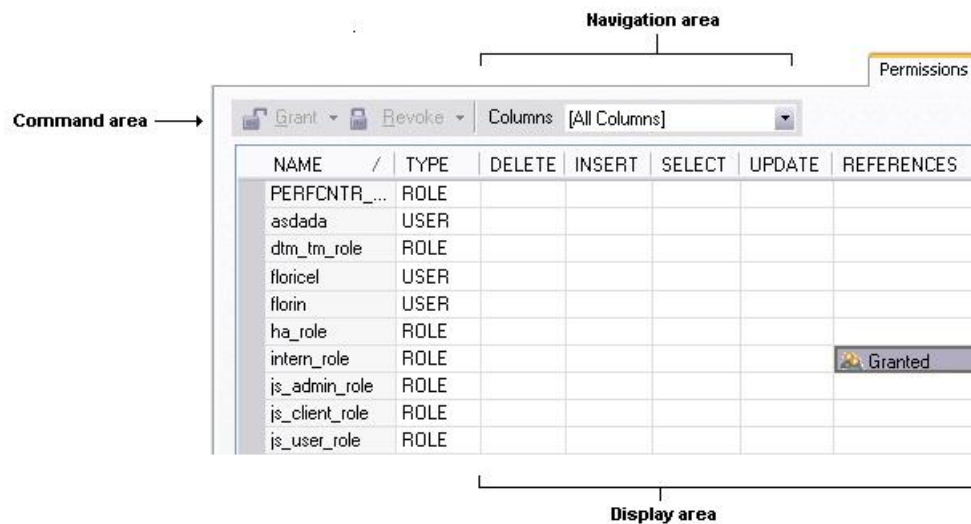 Navigation area
Permissions
Command area
Grant Revoke Columns [All Columns]
NAME / TYPE DELETE INSERT SELECT UPDATE REFERENCES
PERFCNTR_... ROLE
asdada USER
dtm_tm_role ROLE
floricel USER
florin USER
ha_role ROLE
intern_role ROLE Granted
js_admin_role ROLE
js_client_role ROLE
js_user_role ROLE
Display area